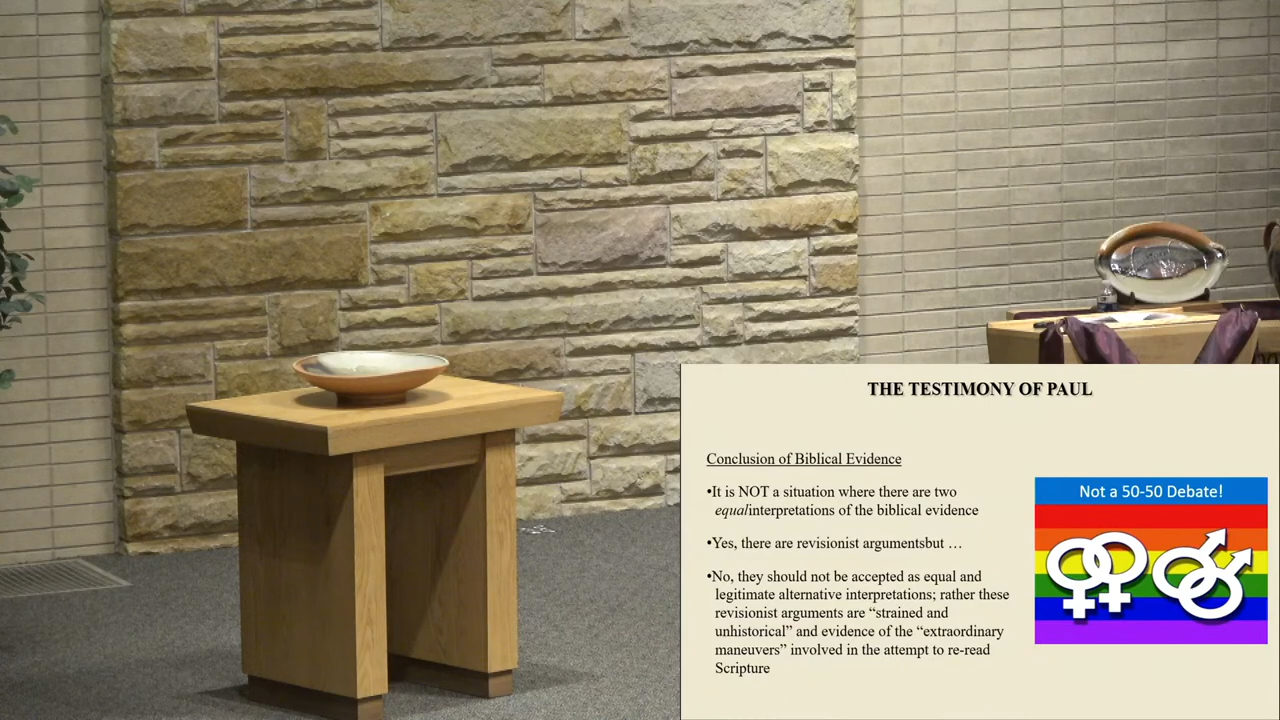 THE TESTIMONY OF PAUL
Conclusion of Biblical Evidence
•It is NOT a situation where there are two
equalinterpretations of the biblical evidence
•Yes, there are revisionist argumentsbut …
•No, they should not be accepted as equal and
legitimate alternative interpretations; rather these
revisionist arguments are “strained and
unhistorical” and evidence of the “extraordinary
maneuvers” involved in the attempt to re-read
Scripture
Not a 50-50 Debate!